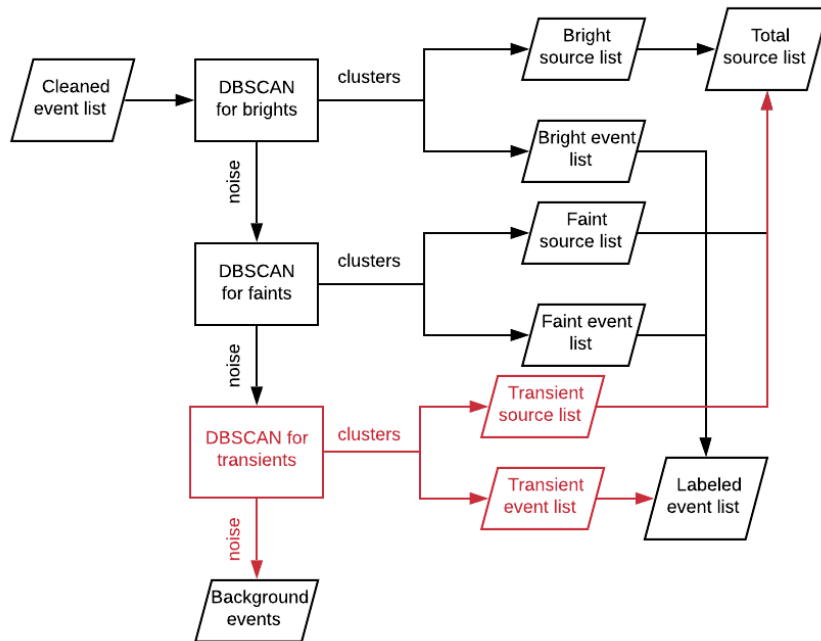 Cleaned
event list
DBSCAN
for brights
clusters
Bright
source list
Total
source list
Bright event
list
noise
DBSCAN
for faints
clusters
Faint
source list
Faint event
list
noise
DBSCAN for
transients
clusters
Transient
source list
Transient
event list
Labeled
event list
noise
Background
events